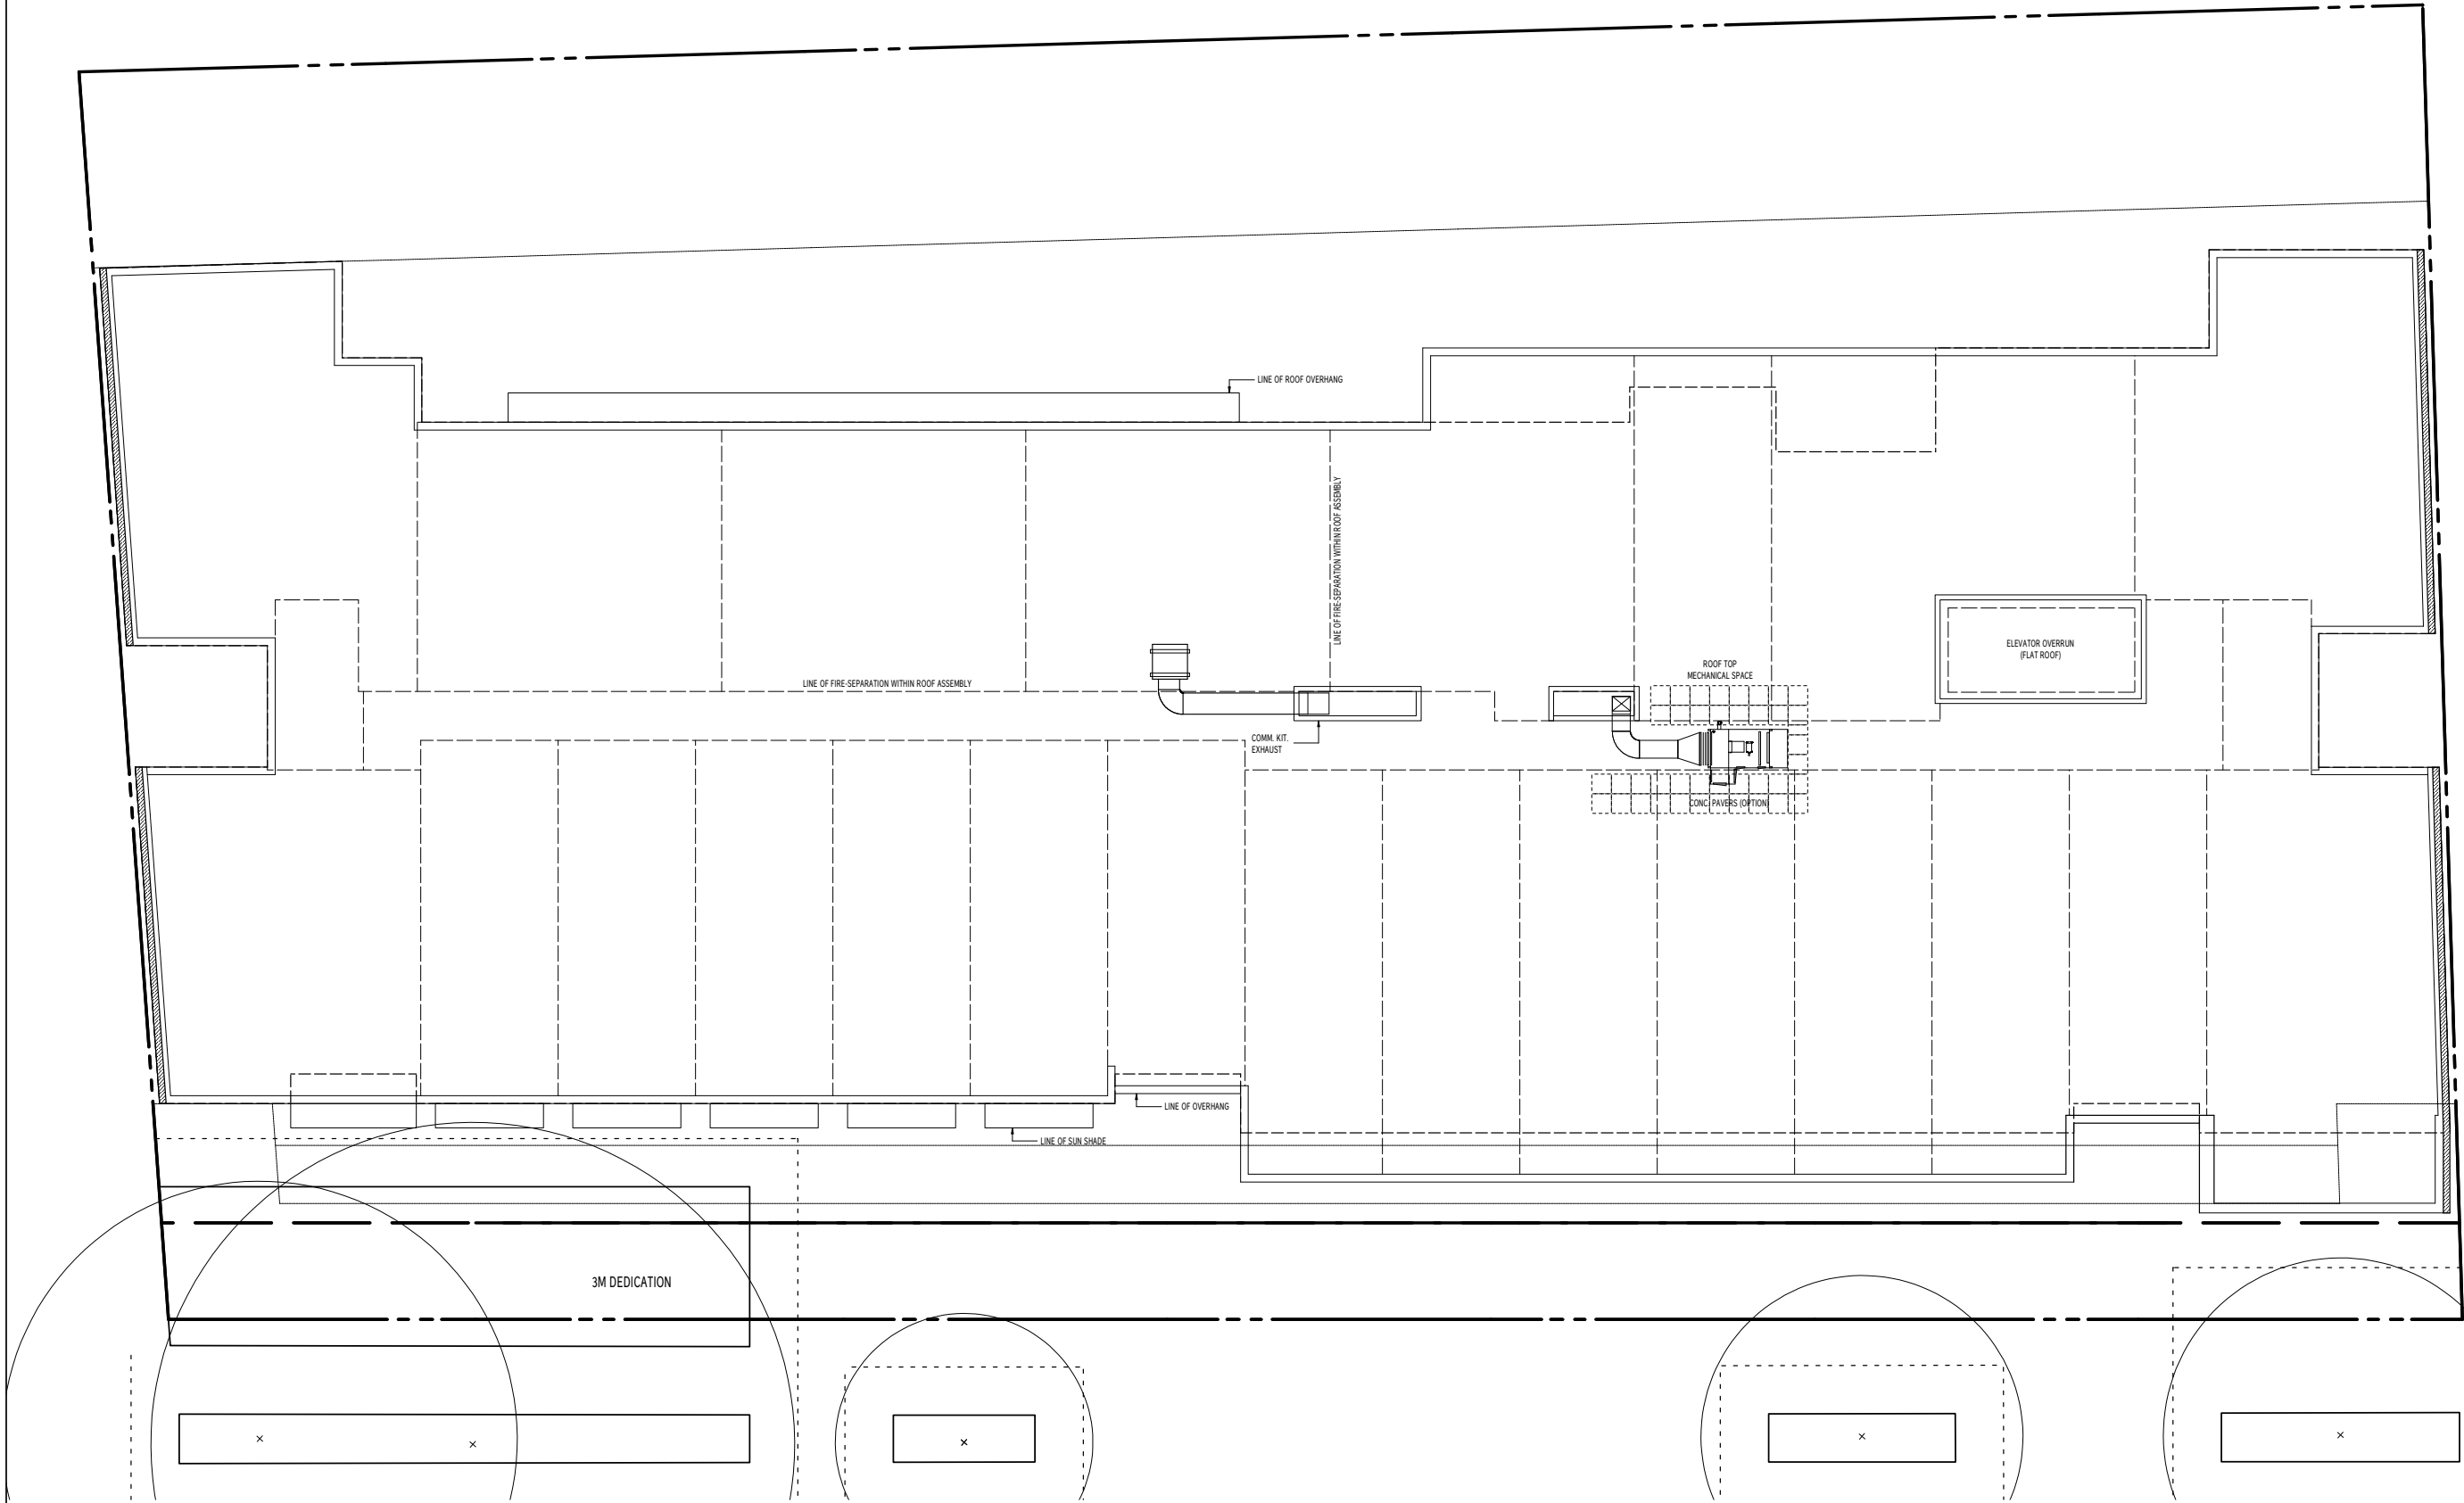 LINE OF ROOF OVERHANG
LINE OF FIRE-SEPARATION WITHIN ROOF ASSEMBLY
ELEVATOR OVERRUN
(FLAT ROOF)
ROOF TOP
MECHANICAL SPACE
LINE OF FIRE-SEPARATION WITHIN ROOF ASSEMBLY
COMM. KIT.
EXHAUST
CONC. PAVERS (OPTION)
LINE OF OVERHANG
LINE OF SUN SHADE
3M DEDICATION